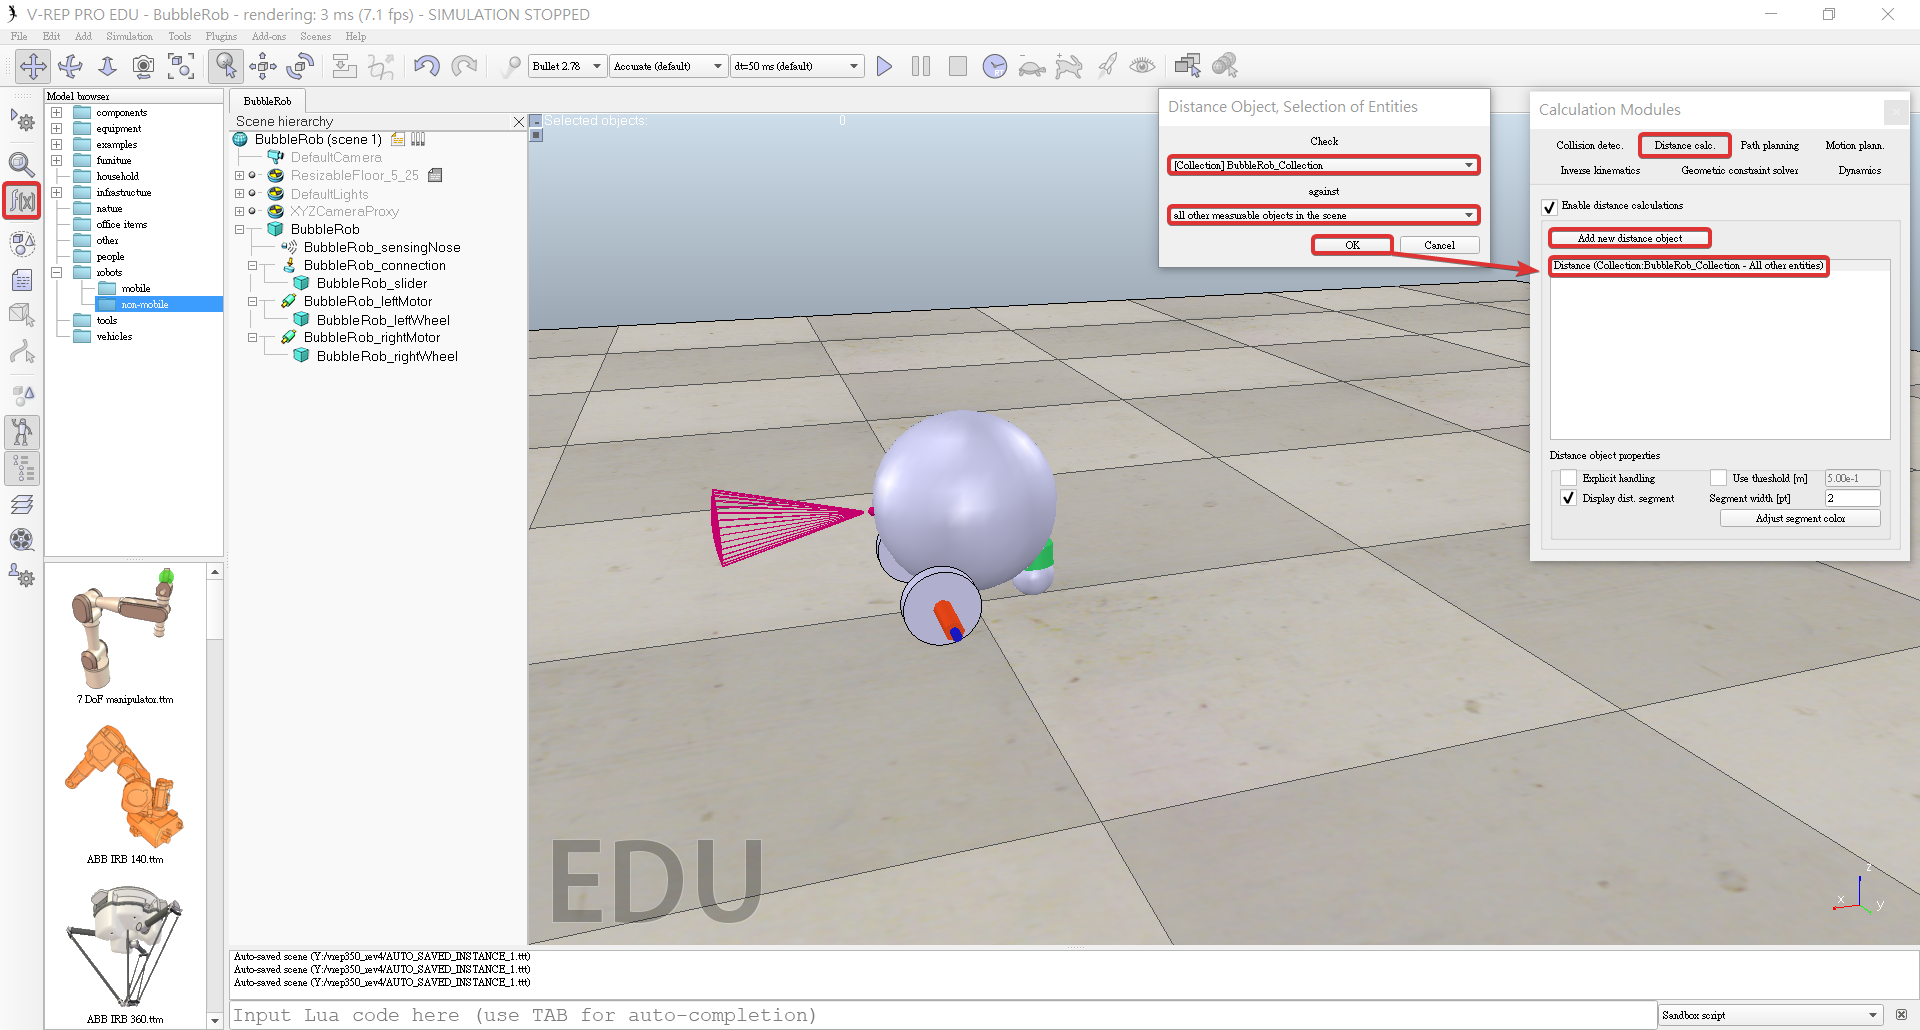 V-REP PRO EDU - BubbleRob - rendering: 3 ms (7.1 fps) - SIMULATION STOPPED
File Edit Add Simulation Tools Plugins Add-ons Scenes Help
Bullet 2.78 Accurate (default) dt=50 ms (default)
Model browser
components
equipment
examples
furniture
household
infrastructure
nature
office items
other
people
robots
mobile
non-mobile
tools
vehicles
7 DoF manipulator.ttm
ABB IRB 140.ttm
ABB IRB 360.ttm
BubbleRob
Scene hierarchy
BubbleRob (scene 1)
DefaultCamera
ResizableFloor_5_25
DefaultLights
XYZCameraProxy
BubbleRob
BubbleRob_sensingNose
BubbleRob_connection
BubbleRob_slider
BubbleRob_leftMotor
BubbleRob_leftWheel
BubbleRob_rightMotor
BubbleRob_rightWheel
Selected objects: 0
EDU
x
y
z
Distance Object, Selection of Entities
Check
[Collection] BubbleRob_Collection
against
all other measurable objects in the scene
OK Cancel
Calculation Modules
Collision detec. Distance calc. Path planning Motion plann.
Inverse kinematics Geometric constraint solver Dynamics
Enable distance calculations
Add new distance object
Distance (Collection:BubbleRob_Collection - All other entities)
Distance object properties
Explicit handling Use threshold [m] 5.00e-1
Display dist. segment Segment width [pt] 2
Adjust segment color
Auto-saved scene (Y:/vrep350_rev4/AUTO_SAVED_INSTANCE_1.ttt)
Auto-saved scene (Y:/vrep350_rev4/AUTO_SAVED_INSTANCE_1.ttt)
Auto-saved scene (Y:/vrep350_rev4/AUTO_SAVED_INSTANCE_1.ttt)
Input Lua code here (use TAB for auto-completion) Sandbox script